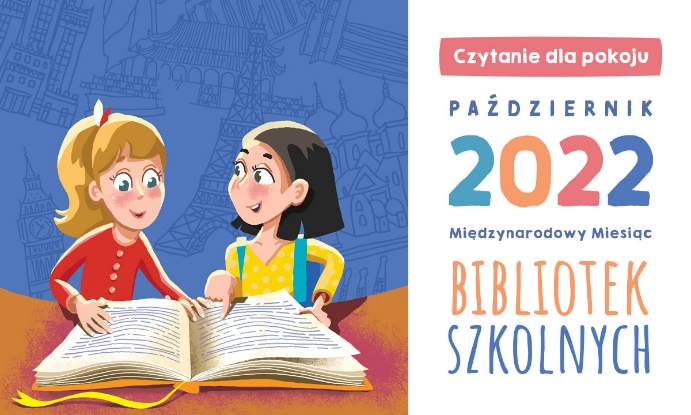 Czytanie dla pokoju
PAŹDZIERNIK
2022
Międzynarodowy Miesiąc
BIBLIOTEK
SZKOLNYCH